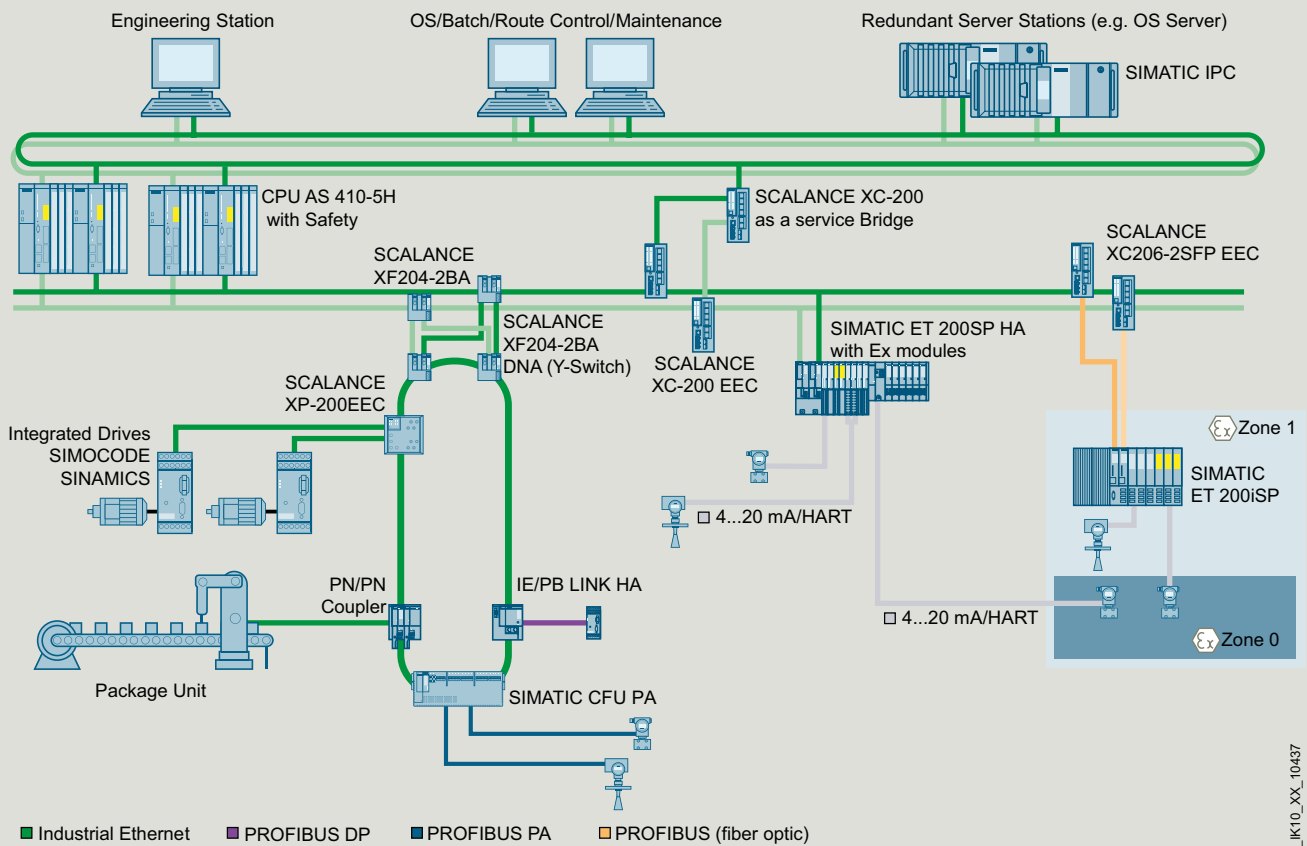 Engineering Station
OS/Batch/Route Control/Maintenance
Redundant Server Stations (e.g. OS Server)
SIMATIC IPC
CPU AS 410-5H
with Safety
SCALANCE XC-200
as a service Bridge
SCALANCE
XC206-2SFP EEC
SCALANCE
XF204-2BA
SCALANCE
XF204-2BA
DNA (Y-Switch)
SCALANCE
XC-200 EEC
SIMATIC ET 200SP HA
with Ex modules
SCALANCE
XP-200EEC
Integrated Drives
SIMOCODE
SINAMICS
Ex Zone 1
SIMATIC
ET 200iSP
4...20 mA/HART
PN/PN
Coupler
IE/PB LINK HA
4...20 mA/HART
Ex Zone 0
Package Unit
SIMATIC CFU PA
Industrial Ethernet
PROFIBUS DP
PROFIBUS PA
PROFIBUS (fiber optic)
_IK10_XX_10437